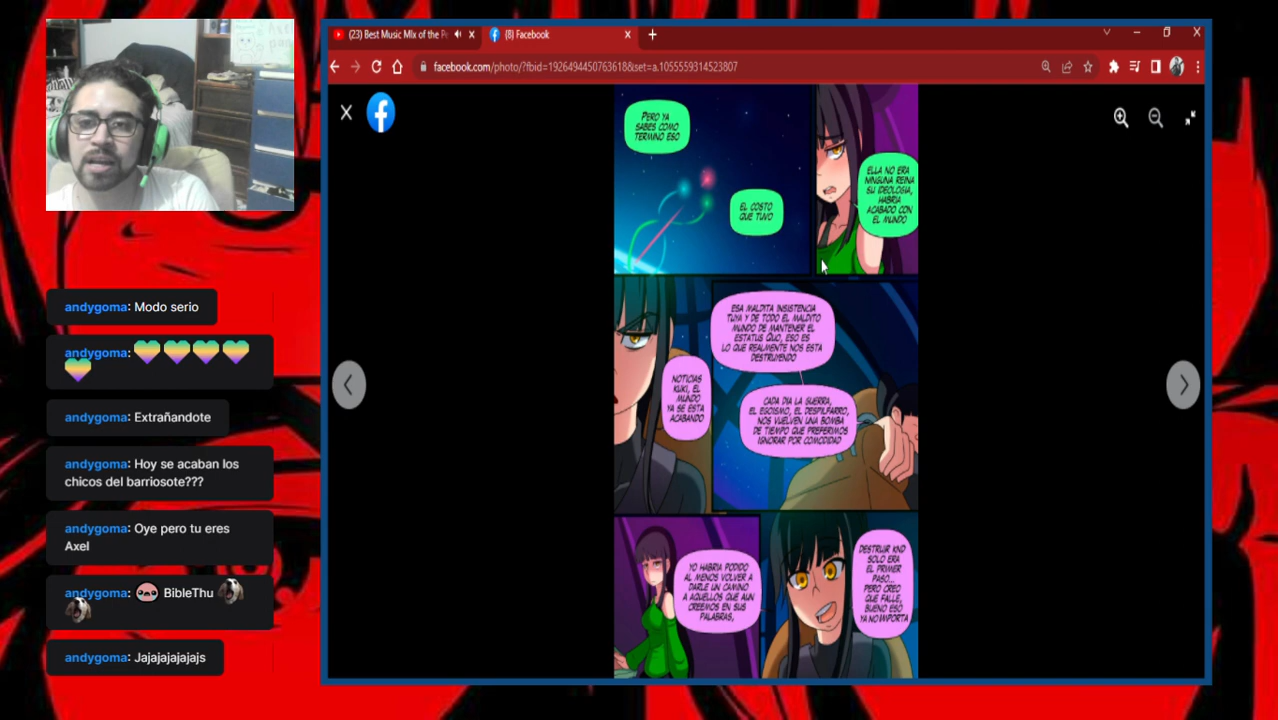 (23) Best Music MIx of the Po
(8) Facebook
facebook.com/photo/?fbid=1926494450763618&set=a.1055559314523807
PERO YA
SABES COMO
TERMINO ESO
EL COSTO
QUE TUVO
ELLA NO ERA
NINGUNA REINA
SU IDEOLOGIA,
HABRIA
ACABADO CON
EL MUNDO
ESA MALDITA INSISTENCIA
TUYA Y DE TODO EL MALDITO
MUNDO DE MANTENER EL
ESTATUS QUO, ESO ES
LO QUE REALMENTE NOS ESTA
DESTRUYENDO
NOTICIAS
KUKI, EL
MUNDO
YA SE ESTA
ACABANDO
CADA DIA LA GUERRA,
EL EGOISMO, EL DESPILFARRO,
NOS VUELVEN UNA BOMBA
DE TIEMPO QUE PREFERIMOS
IGNORAR POR COMODIDAD
YO HABRIA PODIDO
AL MENOS VOLVER A
DARLE UN CAMINO
A AQUELLOS QUE AUN
CREEMOS EN SUS
PALABRAS,
DESTRUIR KND
SOLO ERA
EL PRIMER
PASO...
PERO CREO
QUE FALLE,
BUENO ESO
YA NO IMPORTA
andygoma: Modo serio
andygoma:
andygoma: Extrañandote
andygoma: Hoy se acaban los
chicos del barriosote???
andygoma: Oye pero tu eres
Axel
andygoma: BibleThu
andygoma: Jajajajajajajs